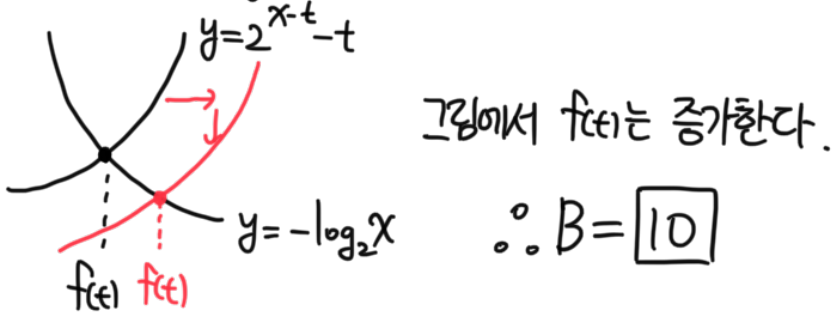 y=2^{x-t}-t
그림에서 f(t)는 증가한다.
y=-log₂x
∴ B= 10
f(t) f(t)